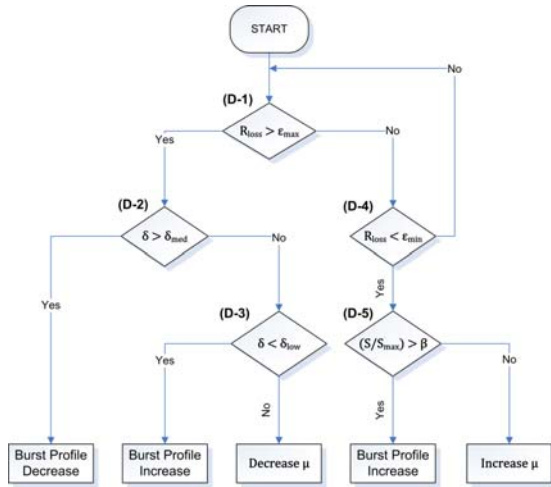 START
No
(D-1)
R_loss > ε_max
Yes
No
(D-2)
(D-4)
δ > δ_med
No
R_loss < ε_min
Yes
Yes
(D-3)
(D-5)
δ < δ_low
(S/S_max) > β
Yes
No
No
Yes
Burst Profile
Decrease
Burst Profile
Increase
Decrease μ
Burst Profile
Increase
Increase μ